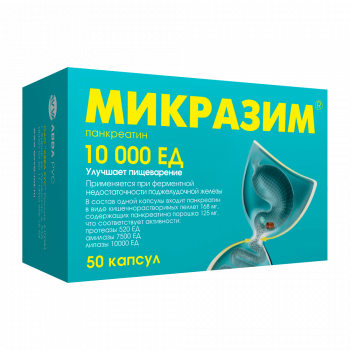 МИКРАЗИМ®
панкреатин
10 000 ЕД
Улучшает пищеварение
Применяется при ферментной
недостаточности поджелудочной железы
В состав одной капсулы входит панкреатин
в виде кишечнорастворимых пеллет 168 мг,
содержащих панкреатина порошка 125 мг,
что соответствует активности:
протеазы 520 ЕД
амилазы 7500 ЕД
липазы 10000 ЕД
50 капсул
АВВА РУС